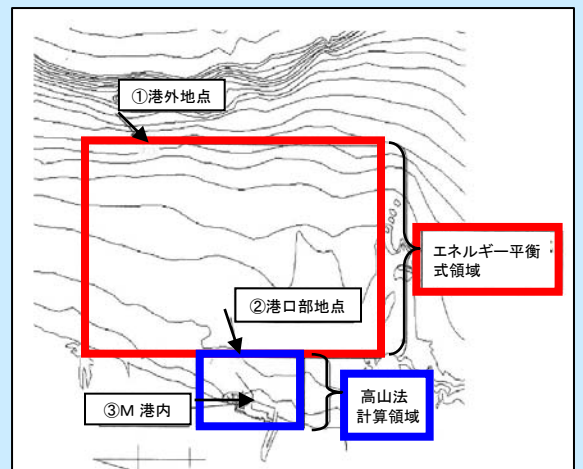 ①港外地点
エネルギー平衡
式領域
②港口部地点
③M 港内
高山法
計算領域